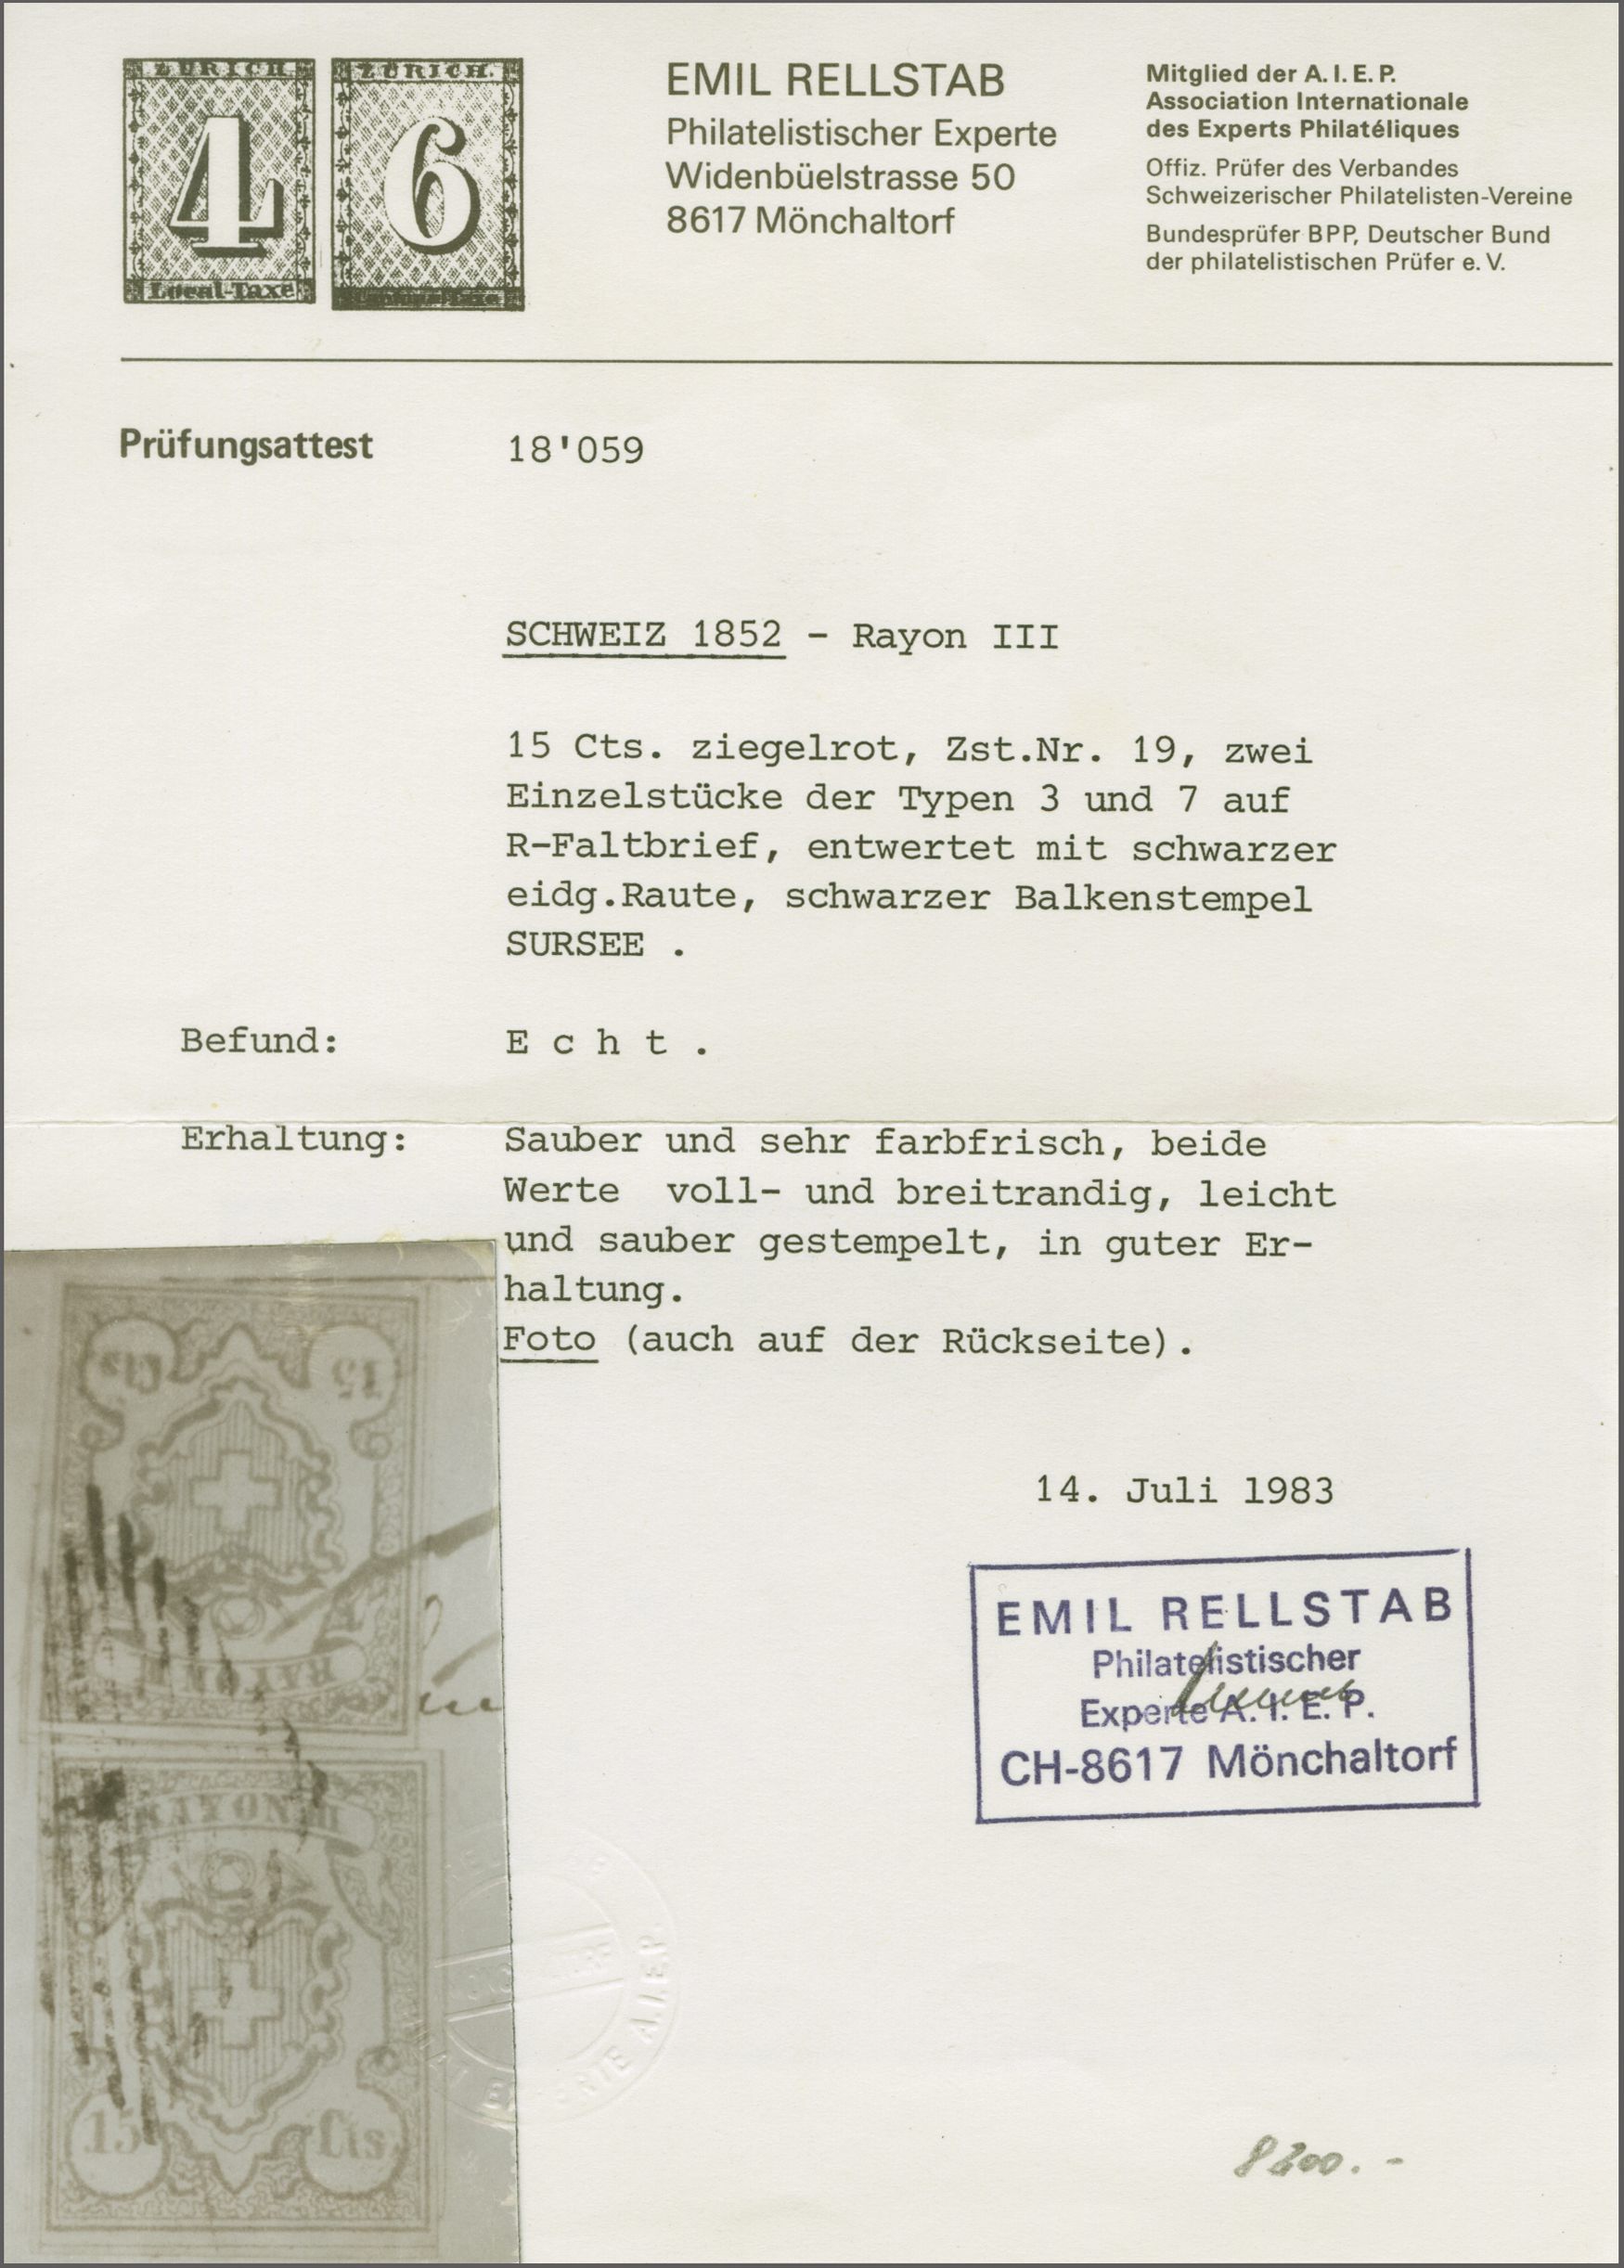 ZÜRICH
4
Local-Taxe
ZÜRICH.
6
EMIL RELLSTAB
Philatelistischer Experte
Widenbüelstrasse 50
8617 Mönchaltorf
Mitglied der A. I. E. P.
Association Internationale
des Experts Philatéliques
Offiz. Prüfer des Verbandes
Schweizerischer Philatelisten-Vereine
Bundesprüfer BPP, Deutscher Bund
der philatelistischen Prüfer e. V.
Prüfungsattest 18'059
SCHWEIZ 1852 - Rayon III
15 Cts. ziegelrot, Zst.Nr. 19, zwei
Einzelstücke der Typen 3 und 7 auf
R-Faltbrief, entwertet mit schwarzer
eidg.Raute, schwarzer Balkenstempel
SURSEE .
Befund: E c h t .
Erhaltung: Sauber und sehr farbfrisch, beide
Werte voll- und breitrandig, leicht
und sauber gestempelt, in guter Er-
haltung.
Foto (auch auf der Rückseite).
14. Juli 1983
EMIL RELLSTAB
Philatelistischer
Experte A. I. E. P.
CH-8617 Mönchaltorf
15 Cts.
RAYON III
RAYON III
15 Cts.
A.I.E.P.